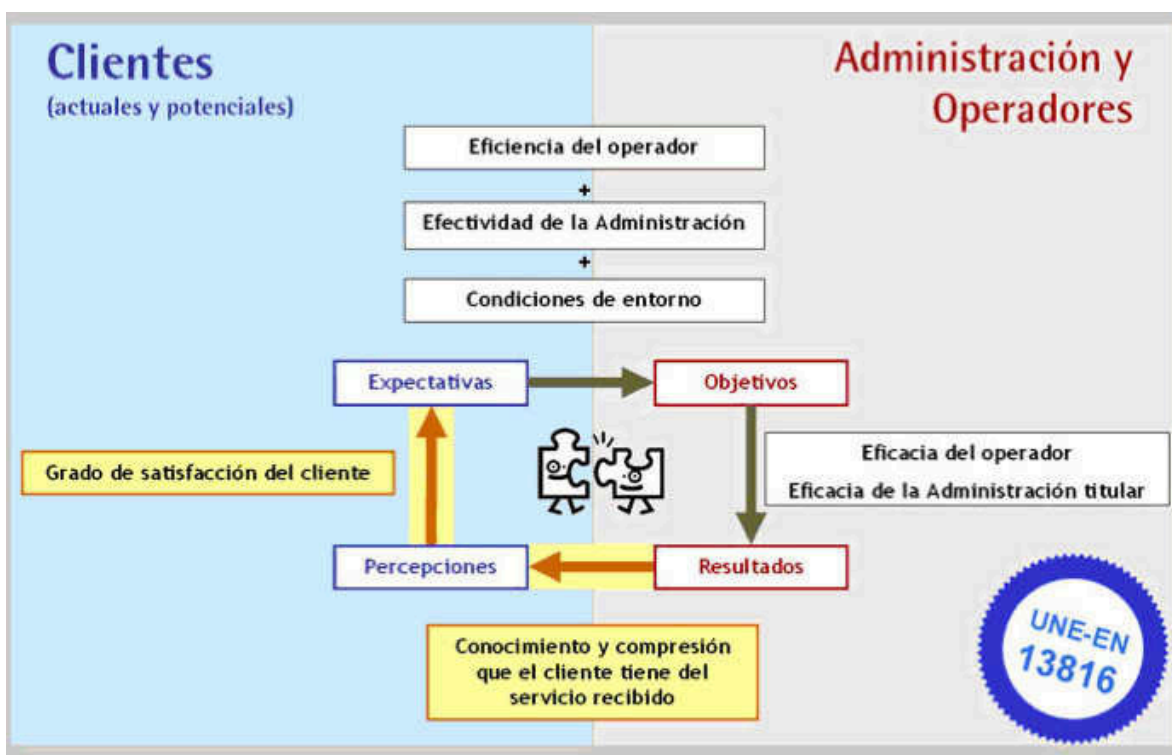 Clientes
(actuales y potenciales)
Administración y
Operadores
Eficiencia del operador
+
Efectividad de la Administración
+
Condiciones de entorno
Expectativas
Objetivos
Grado de satisfacción del cliente
Eficacia del operador
Eficacia de la Administración titular
Percepciones
Resultados
Conocimiento y compresión
que el cliente tiene del
servicio recibido
UNE-EN
13816